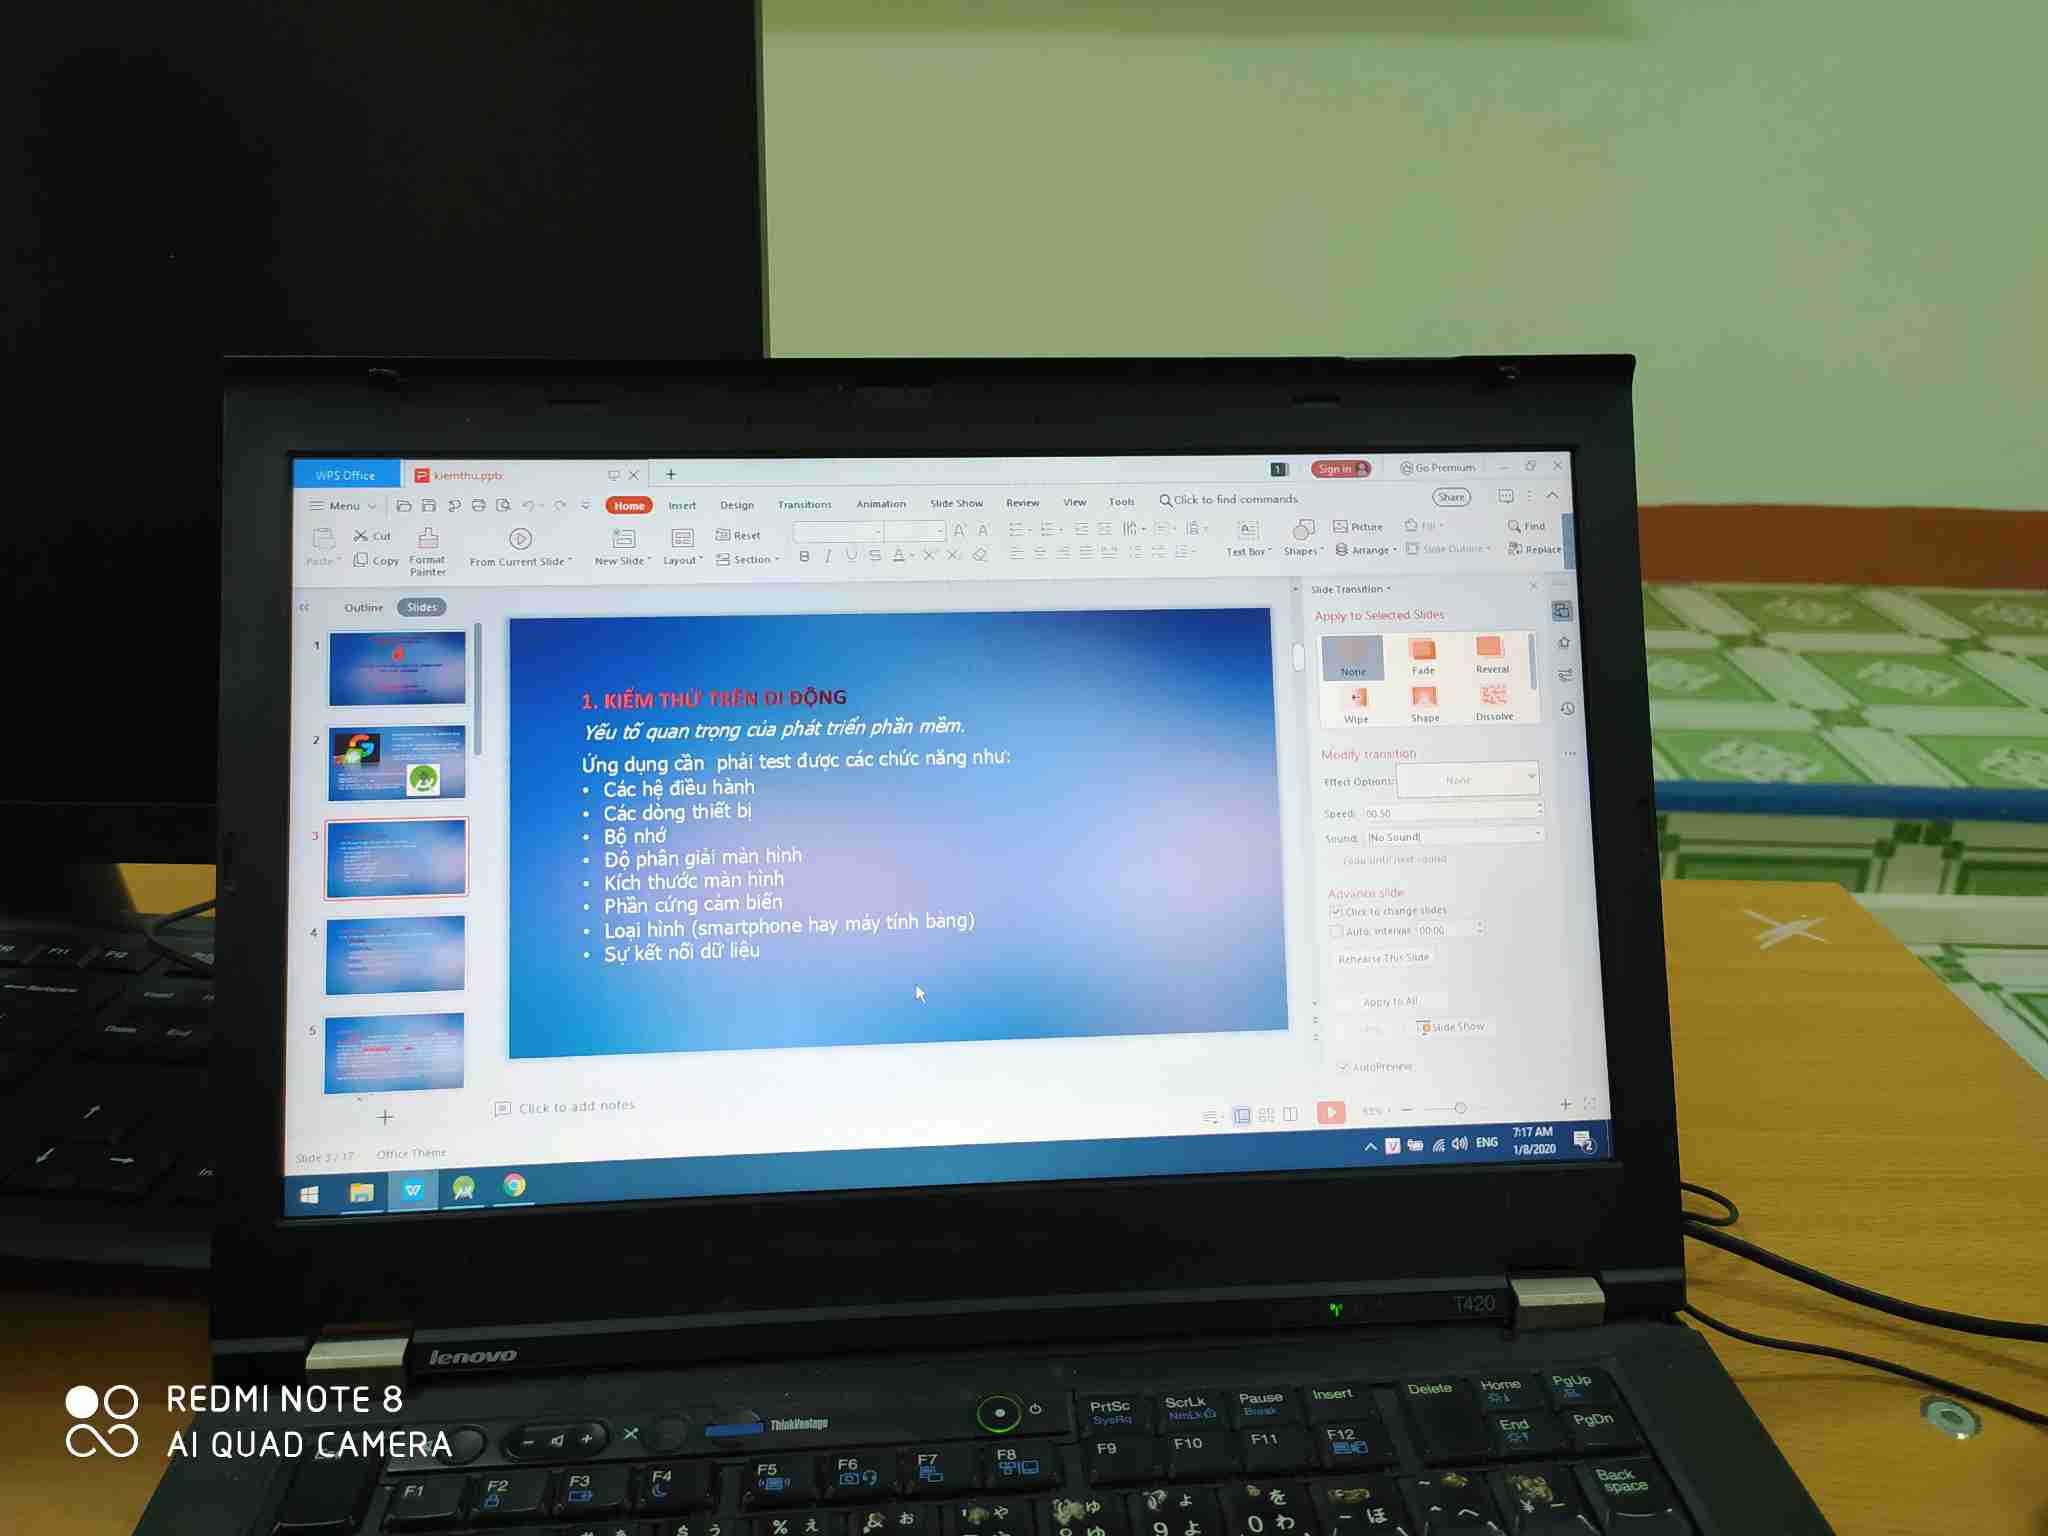 WPS Office
kiemthu.pptx
1
Sign in
Go Premium
Menu
Home
Insert
Design
Transitions
Animation
Slide Show
Review
View
Tools
Click to find commands
Share
Paste
Cut
Copy
Format
Painter
From Current Slide
New Slide
Layout
Reset
Section
Text Box
Shapes
Picture
Arrange
Fill
Slide Outline
Find
Replace
Outline
Slides
1
2
3
4
5
1. KIỂM THỬ TRÊN DI ĐỘNG
Yếu tố quan trọng của phát triển phần mềm.
Ứng dụng cần phải test được các chức năng như:
• Các hệ điều hành
• Các dòng thiết bị
• Bộ nhớ
• Độ phân giải màn hình
• Kích thước màn hình
• Phần cứng cảm biến
• Loại hình (smartphone hay máy tính bảng)
• Sự kết nối dữ liệu
Slide Transition
Apply to Selected Slides
None
Fade
Wipe
Shape
Dissolve
Modify transition
Effect Options:
None
Speed: 00.50
Sound: [No Sound]
Loop until next sound
Advance slide
Click to change slides
Auto, Interval 00:00
Rehearse This Slide
Apply to All
Slide Show
AutoPreview
Click to add notes
Slide 3 / 17
Office Theme
ENG
7:17 AM
1/8/2020
2
lenovo
T420
ThinkVantage
PrtSc
SysRq
ScrLk
NmLk
Pause
Break
Insert
Delete
Home
PgUp
End
PgDn
F1
F2
F3
F4
F5
F6
F7
F8
F9
F10
F11
F12
Back
space
REDMI NOTE 8
AI QUAD CAMERA